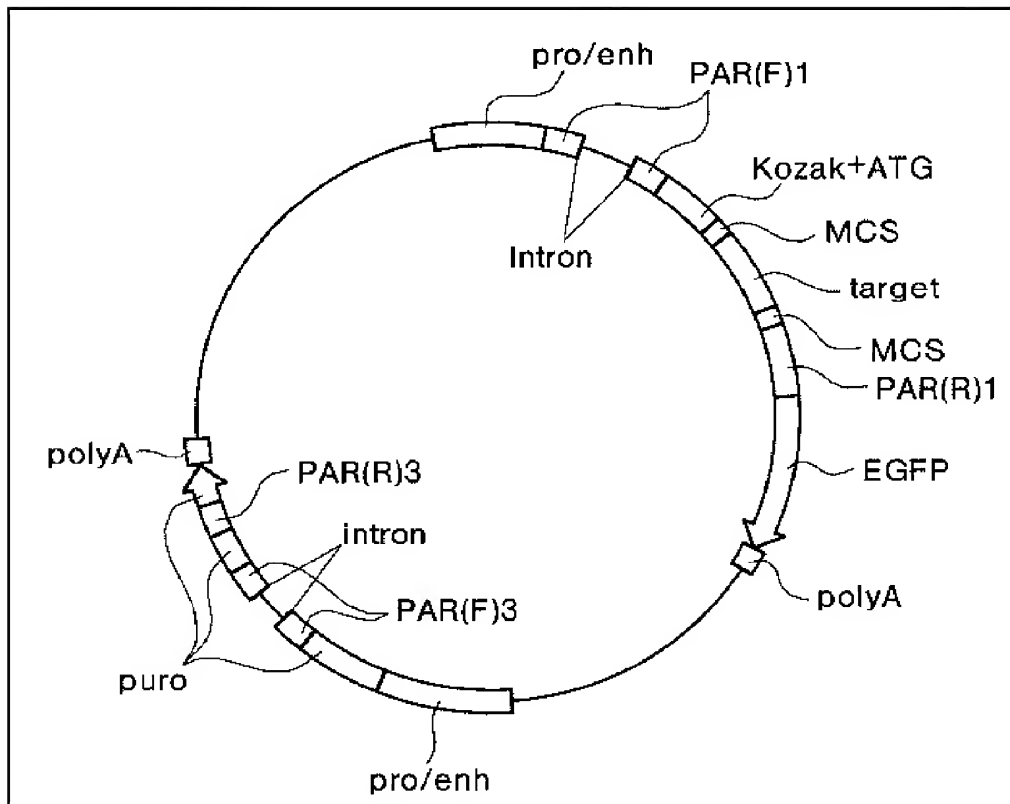 pro/enh
PAR(F)1
Kozak+ATG
MCS
Intron
target
MCS
PAR(R)1
polyA
EGFP
PAR(R)3
intron
polyA
PAR(F)3
puro
pro/enh